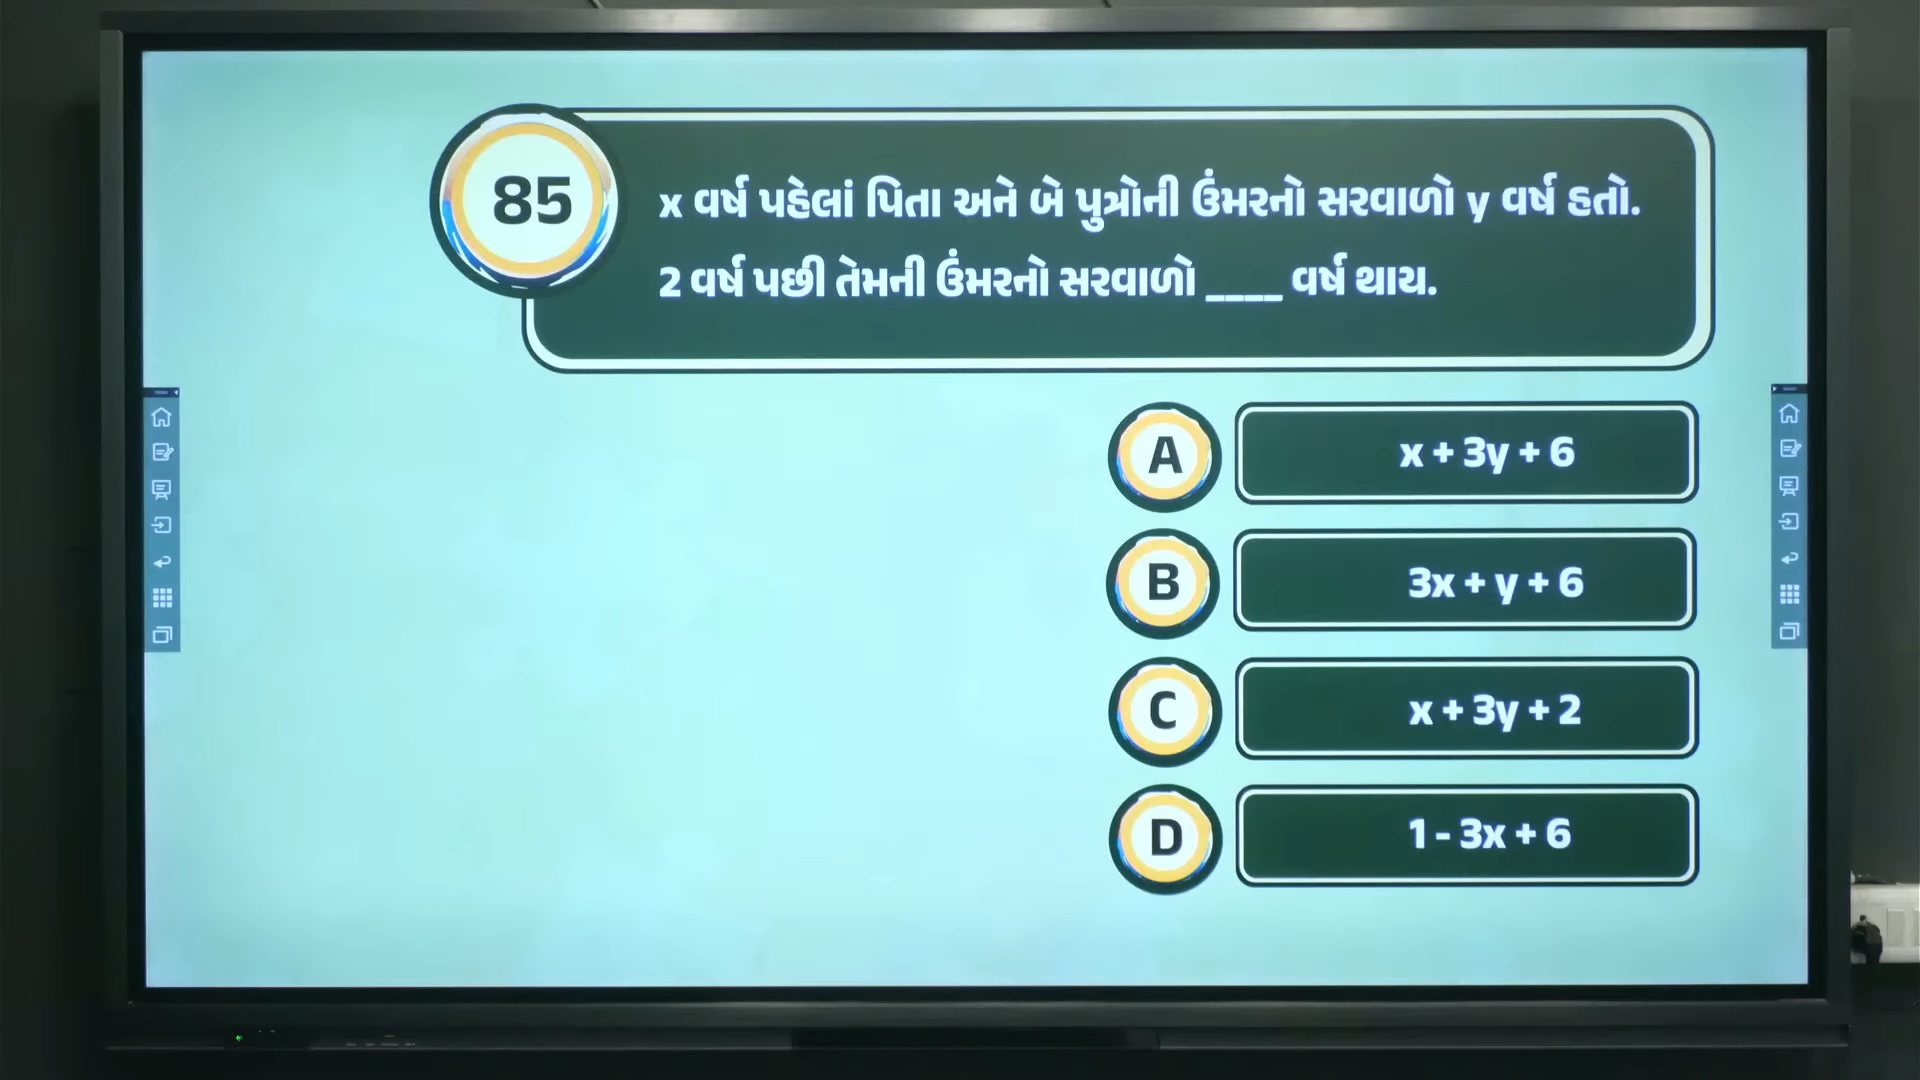 85
x વર્ષ પહેલાં પિતા અને બે પુત્રોની ઉંમરનો સરવાળો y વર્ષ હતો.
2 વર્ષ પછી તેમની ઉંમરનો સરવાળો ____ વર્ષ થાય.
A x + 3y + 6
B 3x + y + 6
C x + 3y + 2
D 1 - 3x + 6